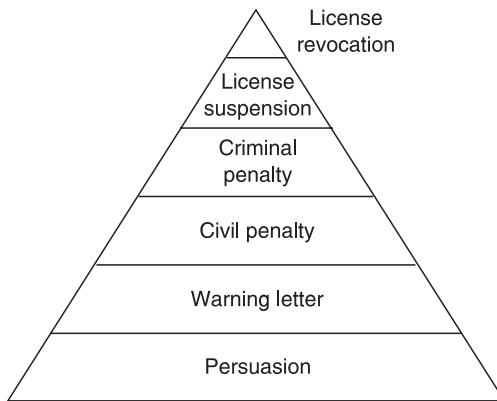 License
revocation
License
suspension
Criminal
penalty
Civil penalty
Warning letter
Persuasion